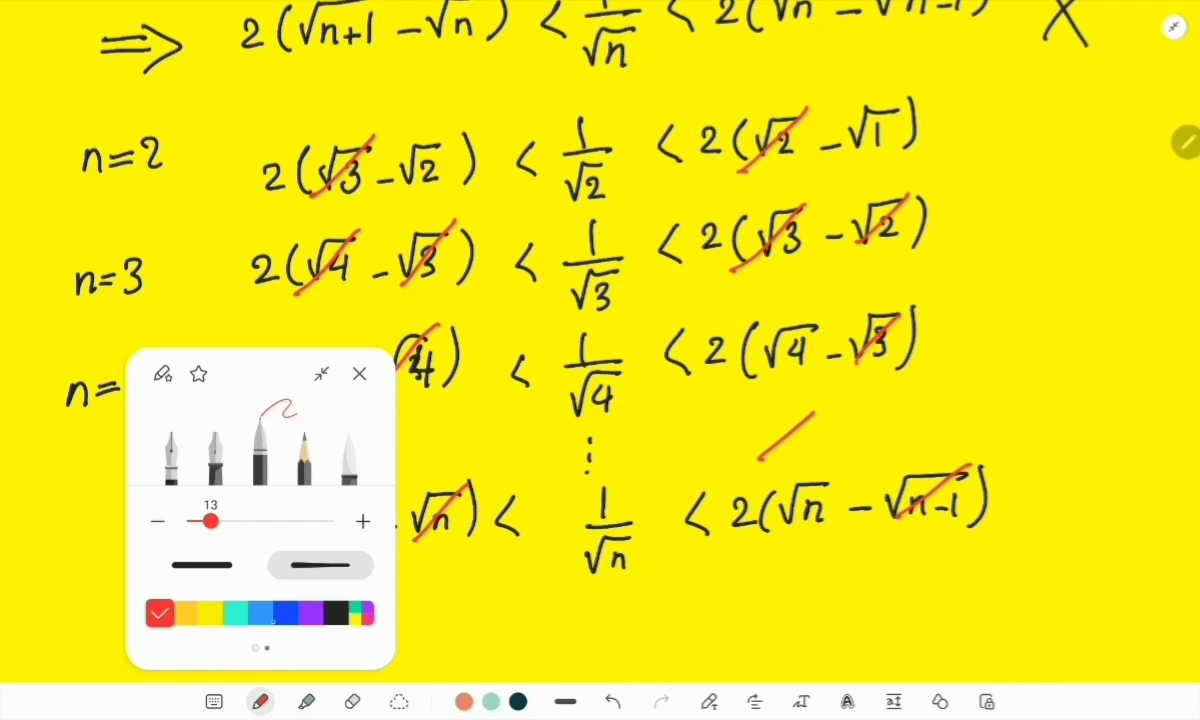 ⇒ 2(√n+1 - √n) < 1/√n < 2(√n - √n-1)
n=2 2(√3 - √2) < 1/√2 < 2(√2 - √1)
n=3 2(√4 - √3) < 1/√3 < 2(√3 - √2)
n= √4) < 1/√4 < 2(√4 - √3)
⋮
√n) < 1/√n < 2(√n - √n-1)
13